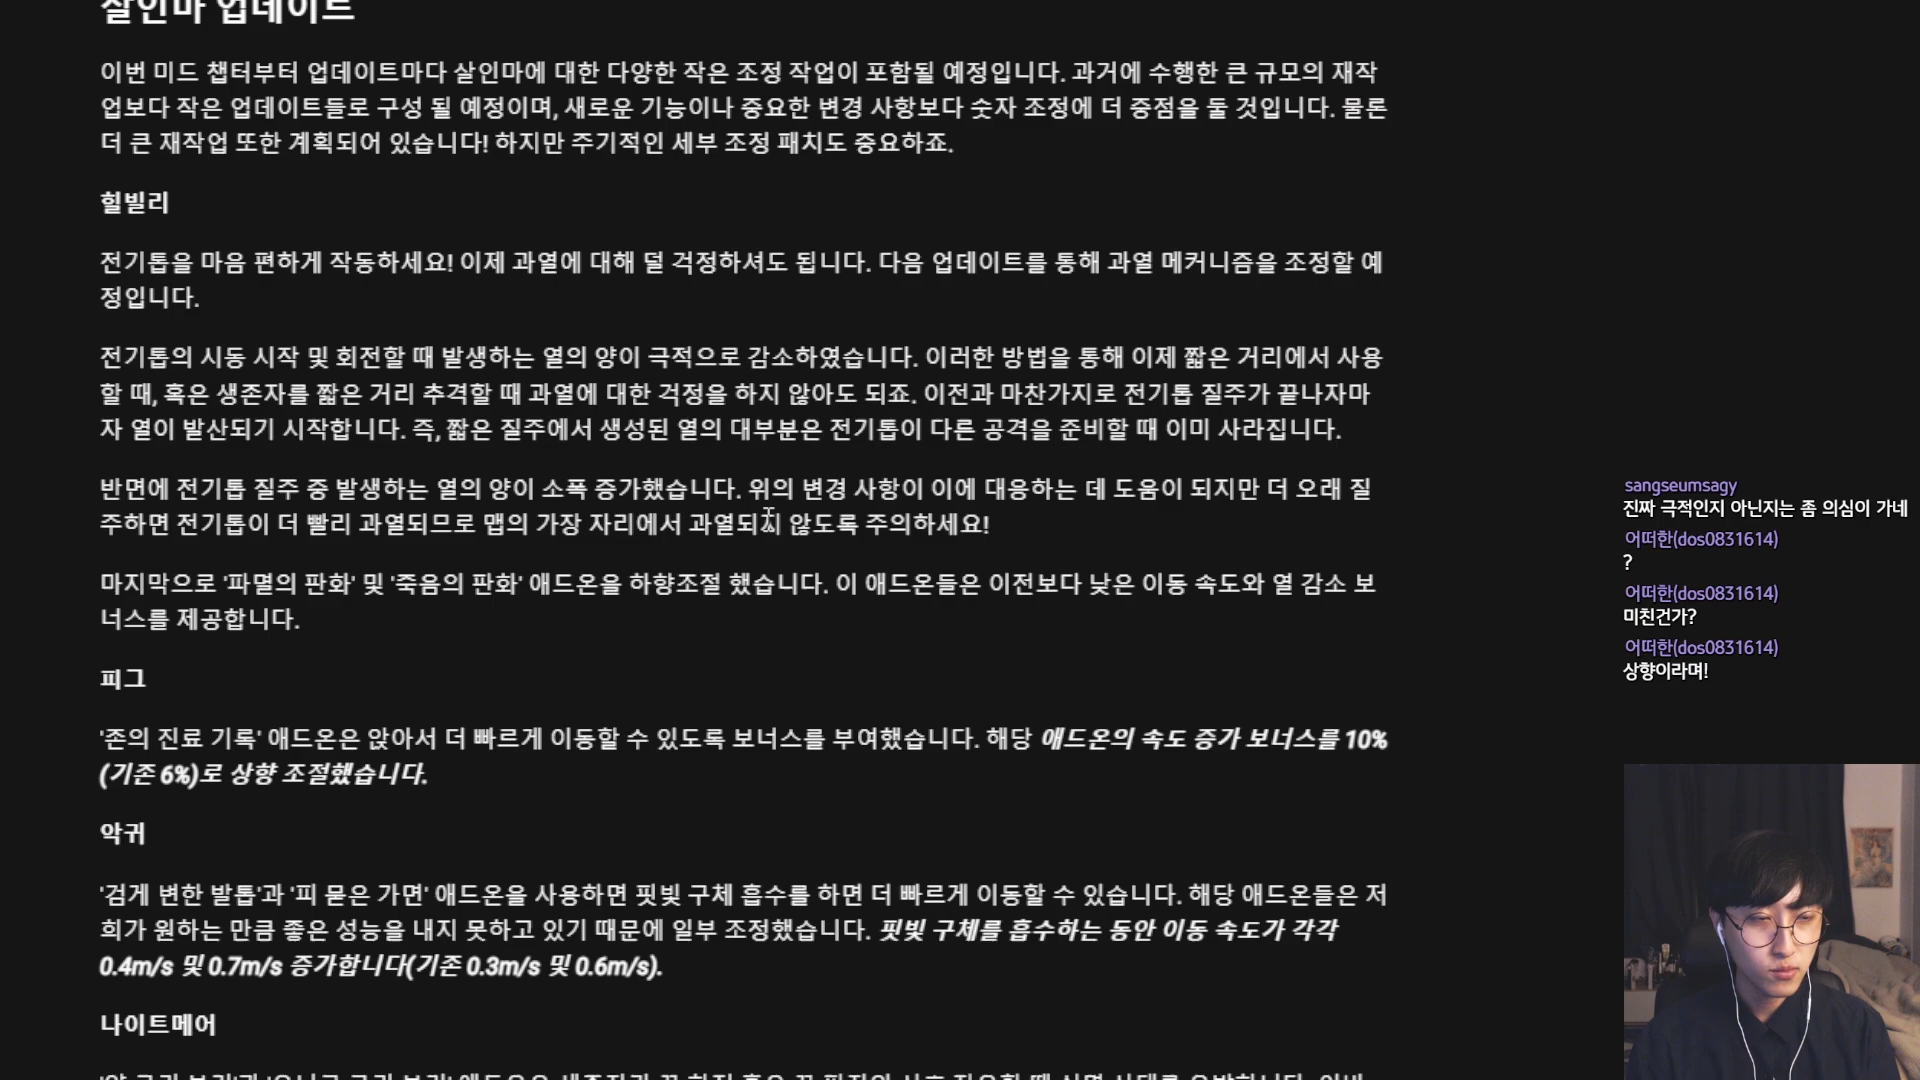 살인마 업데이트
이번 미드 챕터부터 업데이트마다 살인마에 대한 다양한 작은 조정 작업이 포함될 예정입니다. 과거에 수행한 큰 규모의 재작
업보다 작은 업데이트들로 구성 될 예정이며, 새로운 기능이나 중요한 변경 사항보다 숫자 조정에 더 중점을 둘 것입니다. 물론
더 큰 재작업 또한 계획되어 있습니다! 하지만 주기적인 세부 조정 패치도 중요하죠.
힐빌리
전기톱을 마음 편하게 작동하세요! 이제 과열에 대해 덜 걱정하셔도 됩니다. 다음 업데이트를 통해 과열 메커니즘을 조정할 예
정입니다.
전기톱의 시동 시작 및 회전할 때 발생하는 열의 양이 극적으로 감소하였습니다. 이러한 방법을 통해 이제 짧은 거리에서 사용
할 때, 혹은 생존자를 짧은 거리 추격할 때 과열에 대한 걱정을 하지 않아도 되죠. 이전과 마찬가지로 전기톱 질주가 끝나자마
자 열이 발산되기 시작합니다. 즉, 짧은 질주에서 생성된 열의 대부분은 전기톱이 다른 공격을 준비할 때 이미 사라집니다.
반면에 전기톱 질주 중 발생하는 열의 양이 소폭 증가했습니다. 위의 변경 사항이 이에 대응하는 데 도움이 되지만 더 오래 질
주하면 전기톱이 더 빨리 과열되므로 맵의 가장 자리에서 과열되지 않도록 주의하세요!
마지막으로 '파멸의 판화' 및 '죽음의 판화' 애드온을 하향조절 했습니다. 이 애드온들은 이전보다 낮은 이동 속도와 열 감소 보
너스를 제공합니다.
피그
'존의 진료 기록' 애드온은 앉아서 더 빠르게 이동할 수 있도록 보너스를 부여했습니다. 해당 애드온의 속도 증가 보너스를 10%
(기존 6%)로 상향 조절했습니다.
악귀
'검게 변한 발톱'과 '피 묻은 가면' 애드온을 사용하면 핏빛 구체 흡수를 하면 더 빠르게 이동할 수 있습니다. 해당 애드온들은 저
희가 원하는 만큼 좋은 성능을 내지 못하고 있기 때문에 일부 조정했습니다. 핏빛 구체를 흡수하는 동안 이동 속도가 각각
0.4m/s 및 0.7m/s 증가합니다(기존 0.3m/s 및 0.6m/s).
나이트메어
sangseumsagy
진짜 극적인지 아닌지는 좀 의심이 가네
어떠한(dos0831614)
?
어떠한(dos0831614)
미친건가?
어떠한(dos0831614)
상향이라며!